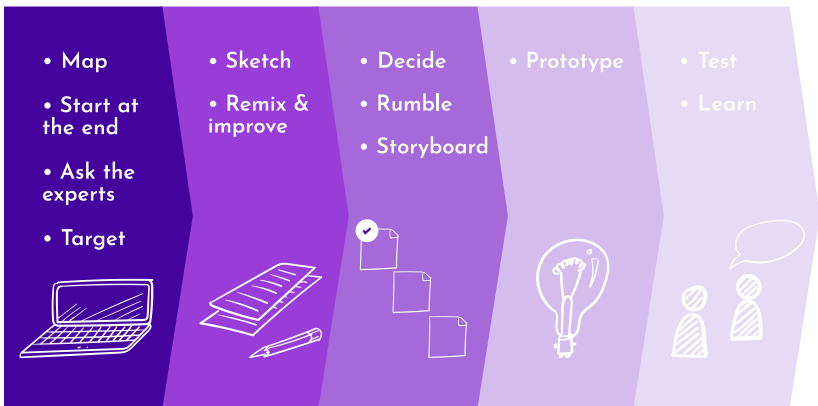 • Map
• Start at
the end
• Ask the
experts
• Target
• Sketch
• Remix &
improve
• Decide
• Rumble
• Storyboard
• Prototype
• Test
• Learn